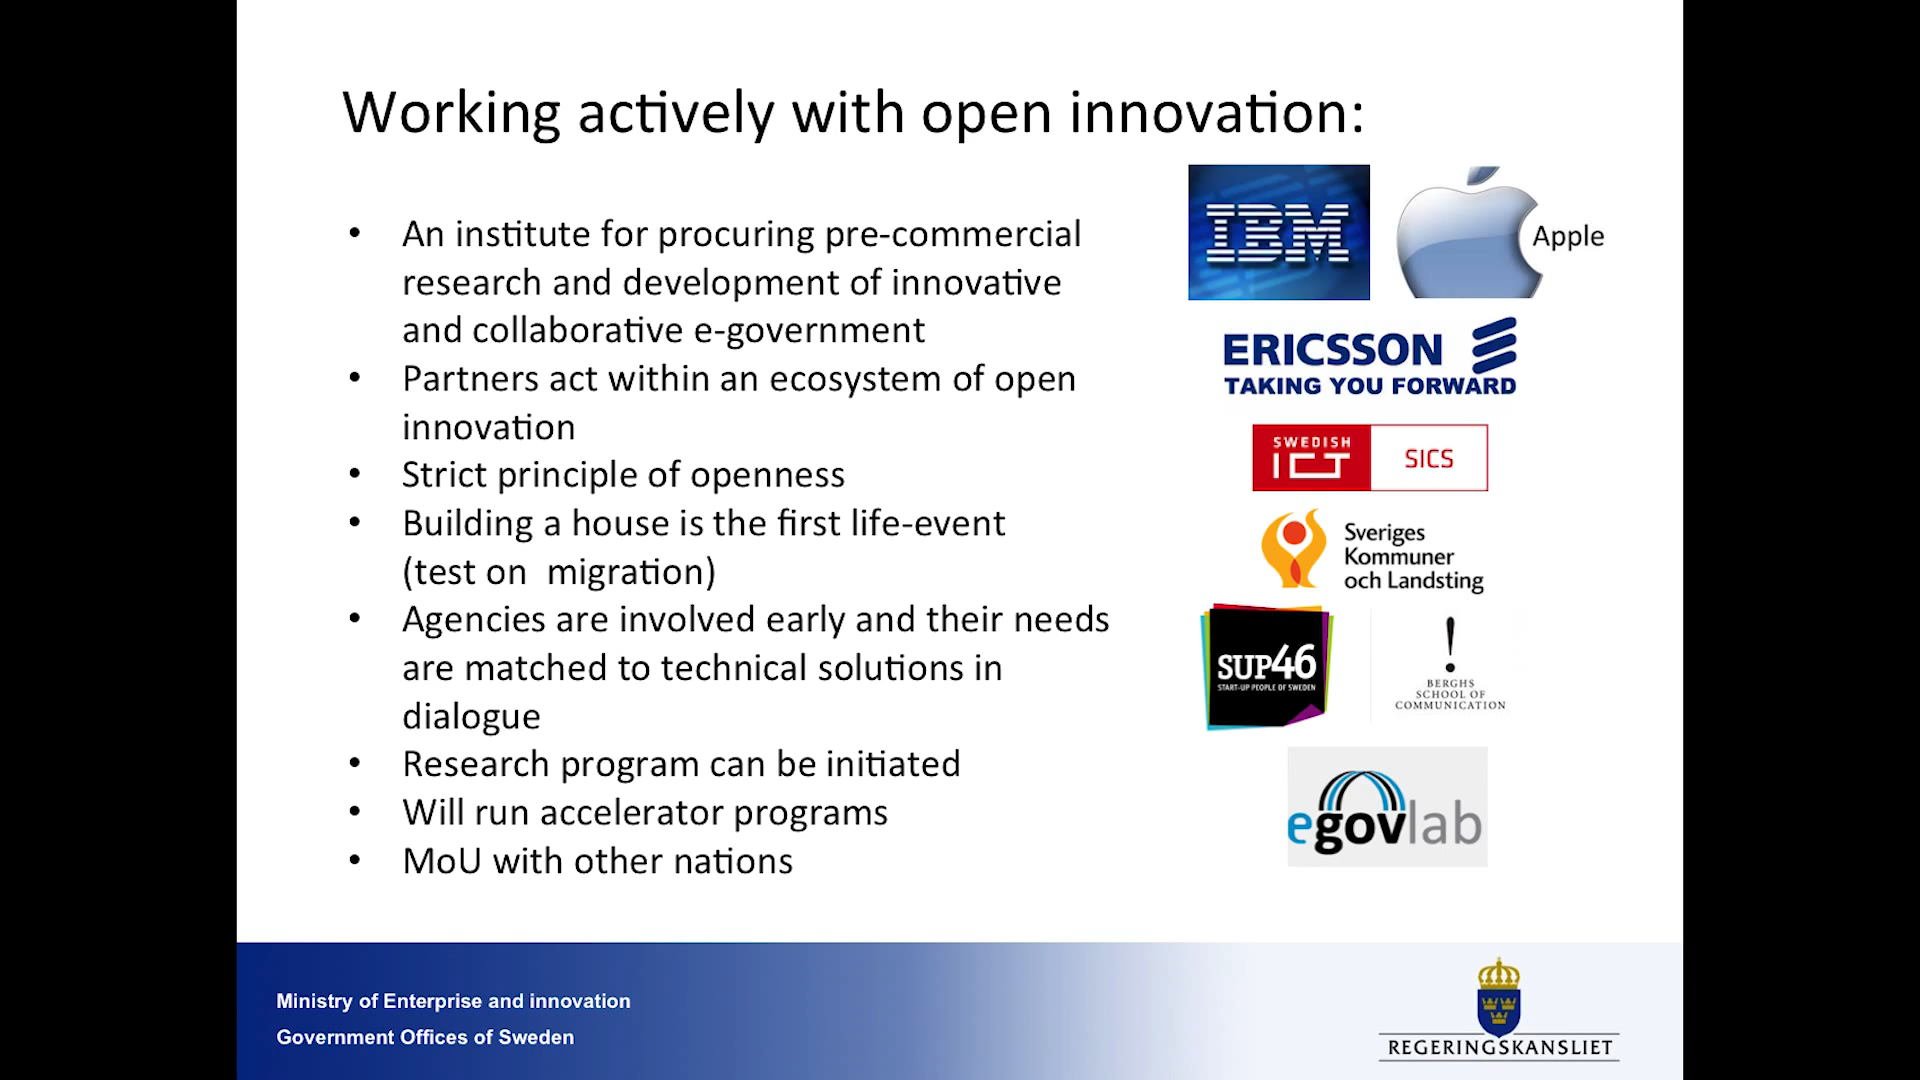 Working actively with open innovation:
• An institute for procuring pre-commercial
research and development of innovative
and collaborative e-government
• Partners act within an ecosystem of open
innovation
• Strict principle of openness
• Building a house is the first life-event
(test on  migration)
• Agencies are involved early and their needs
are matched to technical solutions in
dialogue
• Research program can be initiated
• Will run accelerator programs
• MoU with other nations
IBM
Apple
ERICSSON
TAKING YOU FORWARD
SWEDISH
ICT
SICS
Sveriges
Kommuner
och Landsting
SUP46
START-UP PEOPLE OF SWEDEN
!
BERGHS
SCHOOL OF
COMMUNICATION
egovlab
Ministry of Enterprise and innovation
Government Offices of Sweden
REGERINGSKANSLIET